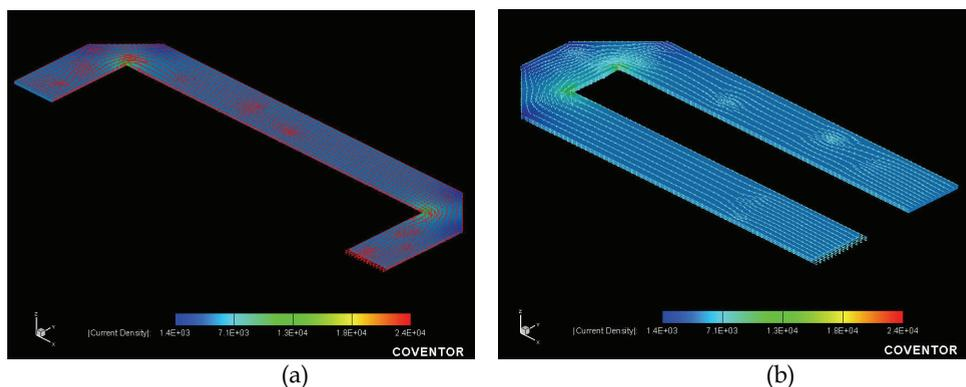 Z
Y
X
|Current Density|:
1.4E+03
7.1E+03
1.3E+04
1.9E+04
2.4E+04
COVENTOR
(a)
Z
Y
X
|Current Density|:
1.4E+03
7.1E+03
1.3E+04
1.8E+04
2.4E+04
COVENTOR
(b)